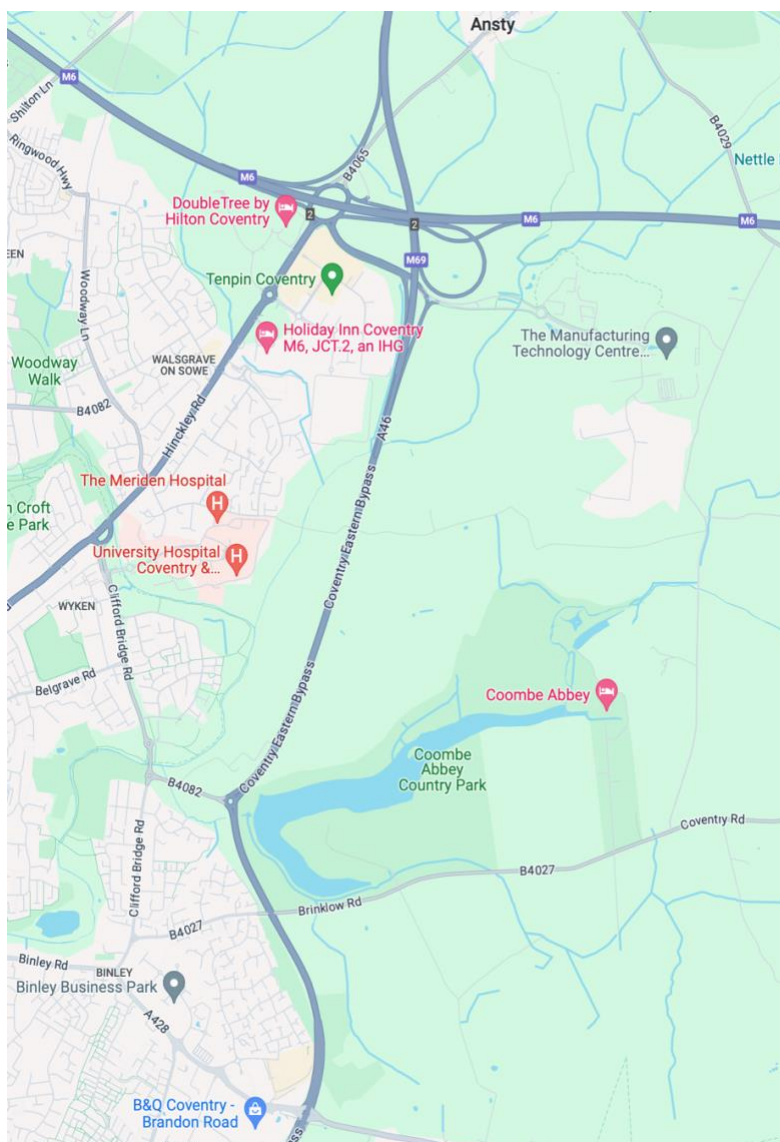 Ansty
M6
Shilton Ln
Ringwood Hwy
B4065
B4029
Nettle
M6
DoubleTree by
Hilton Coventry
2
2
M6
M6
EEN
Woodway Ln
M69
Tenpin Coventry
Holiday Inn Coventry
M6, JCT.2, an IHG
The Manufacturing
Technology Centre...
WALSGRAVE
ON SOWE
Woodway
Walk
B4082
Hinckley Rd
A46
The Meriden Hospital
H
n Croft
e Park
University Hospital
Coventry &...
H
Coventry Eastern Bypass
WYKEN
Clifford Bridge Rd
Belgrave Rd
Coventry Eastern Bypass
Coombe Abbey
Coombe
Abbey
Country Park
B4082
Clifford Bridge Rd
Coventry Rd
B4027
Brinklow Rd
B4027
Binley Rd
BINLEY
Binley Business Park
A428
B&Q Coventry -
Brandon Road